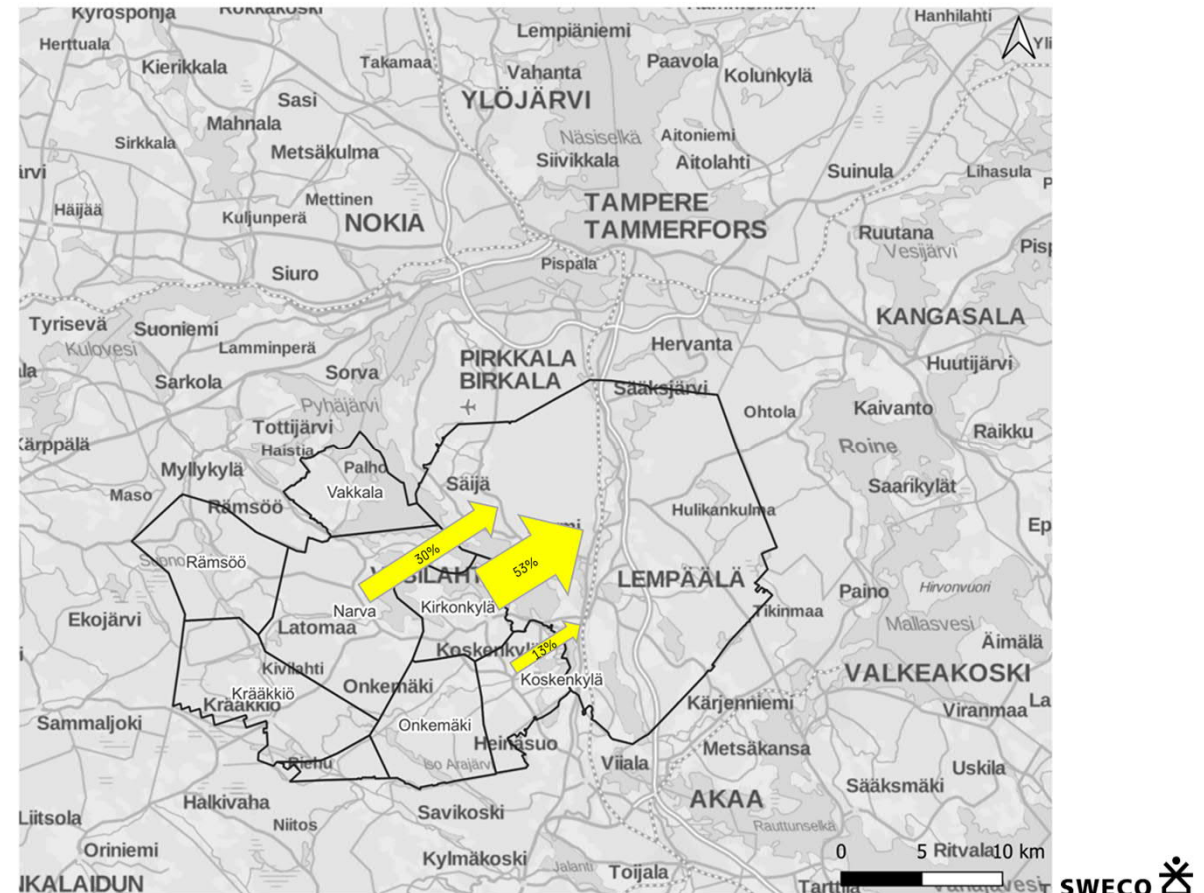 Kyrösponja
Hanhilahti
Lempiäniemi
Herttuala
Kierikkala
Takamaa
Vahanta
Paavola
Kolunkylä
YLÖJÄRVI
Sasi
Mahnala
Sirkkala
Metsäkulma
Näsiselkä
Aitoniemi
Siivikkala
Aitolahti
Suinula
Lihasula
Mettinen
Häijää
Kuljunperä
NOKIA
TAMPERE
TAMMERFORS
Ruutana
Vesijärvi
Pispala
Siuro
Tyrisevä
Suoniemi
KANGASALA
Kulovesi
Lamminperä
Hervanta
PIRKKALA
BIRKALA
Huutijärvi
Sarkola
Sorva
Sääksjärvi
Pyhäjärvi
Ohtola
Kaivanto
Tottijärvi
Raikku
Kärppälä
Haistia
Roine
Myllykylä
Palho
Säijä
Saarikylät
Maso
Vakkala
Rämsöö
Hulikankulma
30%
53%
Rämsöö
LEMPÄÄLÄ
Paino
Hirvonvuori
Narva
Kirkonkylä
Tikinmaa
Ekojärvi
Latomaa
Mallasvesi
Äimälä
13%
Kivilahti
Koskenkylä
VALKEAKOSKI
Krääkkiö
Onkemäki
Krääkkiö
Kärjenniemi
Viranmaa
Sammaljoki
Onkemäki
Heinäsuo
Metsäkansa
Viiala
Iso Arajärvi
Uskila
Sääksmäki
Halkivaha
AKAA
Savikoski
Niitos
Rauttunselkä
0 5 10 km
Oriniemi
Ritvala
Kylmäkoski
Jalanti
Toijala
SWECO